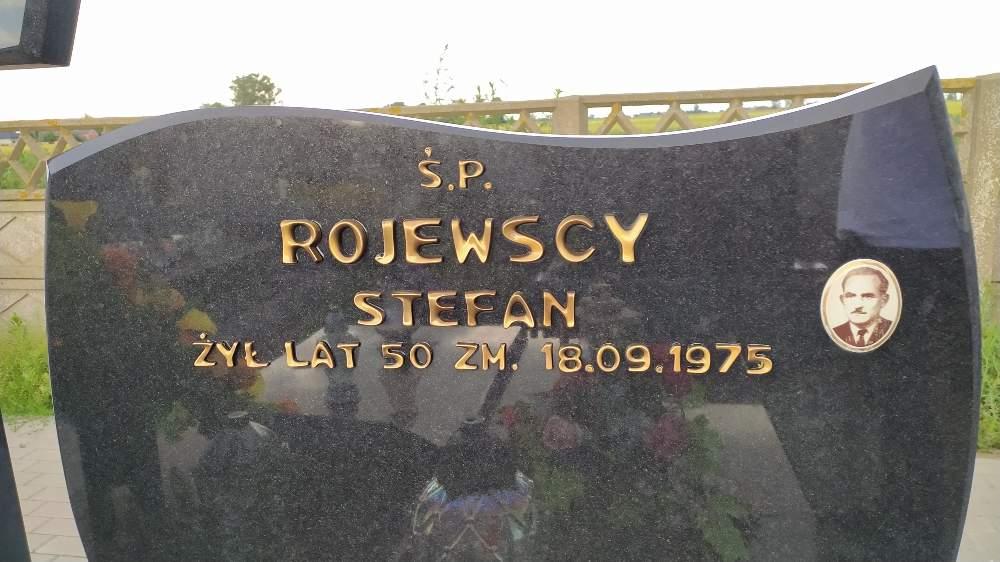 Ś.P.
ROJEWSCY
STEFAN
ŻYŁ LAT 50 ZM. 18.09.1975